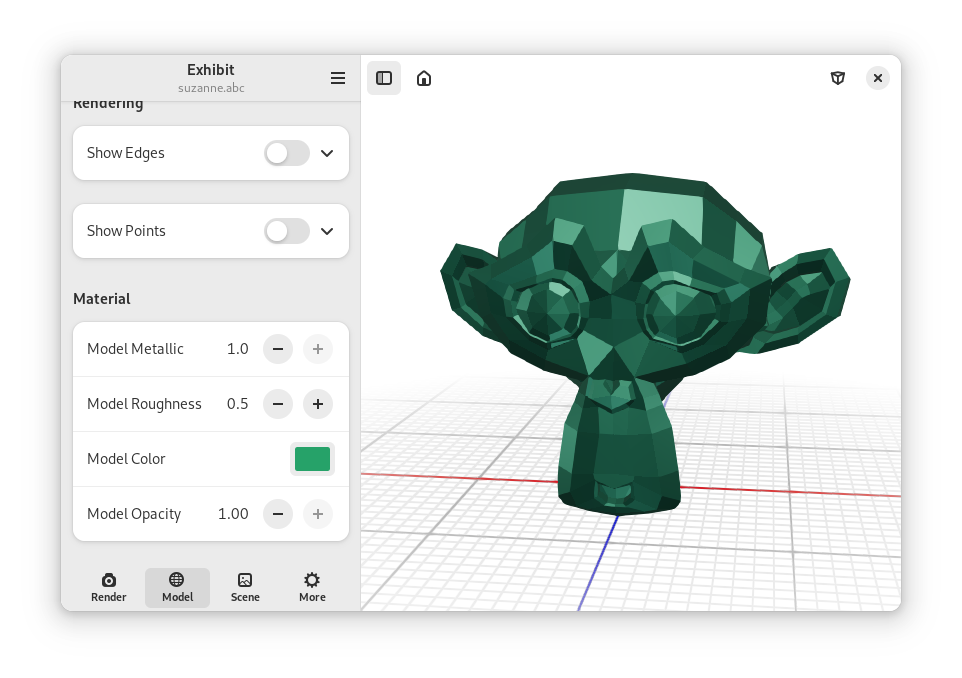 Exhibit
suzanne.abc
Rendering
Show Edges
Show Points
Material
Model Metallic 1.0
Model Roughness 0.5
Model Color
Model Opacity 1.00
Render Model Scene More